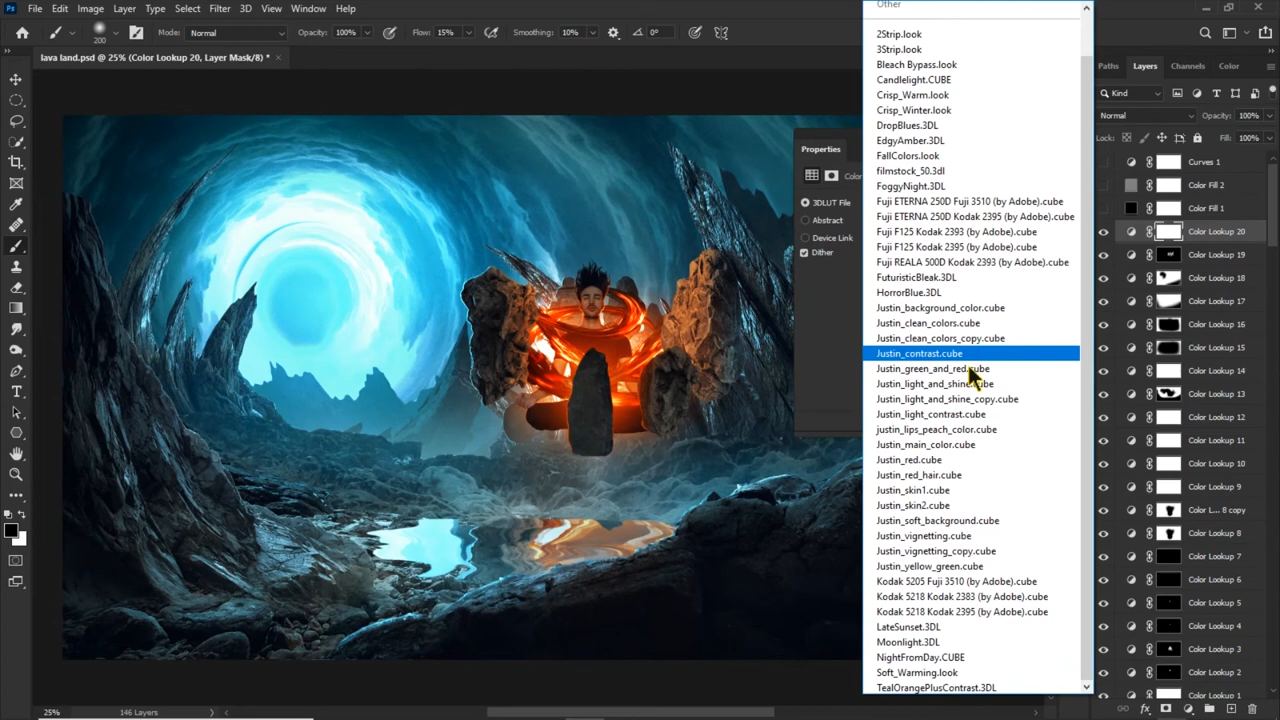 Ps File Edit Image Layer Type Select Filter 3D View Window Help
200 Mode: Normal Opacity: 100% Flow: 15% Smoothing: 10% 0°
lava land.psd @ 25% (Color Lookup 20, Layer Mask/8) * ×
Other
2Strip.look
3Strip.look
Bleach Bypass.look
Candlelight.CUBE
Crisp_Warm.look
Crisp_Winter.look
DropBlues.3DL
EdgyAmber.3DL
FallColors.look
filmstock_50.3dl
FoggyNight.3DL
Fuji ETERNA 250D Fuji 3510 (by Adobe).cube
Fuji ETERNA 250D Kodak 2395 (by Adobe).cube
Fuji F125 Kodak 2393 (by Adobe).cube
Fuji F125 Kodak 2395 (by Adobe).cube
Fuji REALA 500D Kodak 2393 (by Adobe).cube
FuturisticBleak.3DL
HorrorBlue.3DL
Justin_background_color.cube
Justin_clean_colors.cube
Justin_clean_colors_copy.cube
Justin_contrast.cube
Justin_green_and_red.cube
Justin_light_and_shine.cube
Justin_light_and_shine_copy.cube
Justin_light_contrast.cube
justin_lips_peach_color.cube
Justin_main_color.cube
Justin_red.cube
Justin_red_hair.cube
Justin_skin1.cube
Justin_skin2.cube
Justin_soft_background.cube
Justin_vignetting.cube
Justin_vignetting_copy.cube
Justin_yellow_green.cube
Kodak 5205 Fuji 3510 (by Adobe).cube
Kodak 5218 Kodak 2383 (by Adobe).cube
Kodak 5218 Kodak 2395 (by Adobe).cube
LateSunset.3DL
Moonlight.3DL
NightFromDay.CUBE
Soft_Warming.look
TealOrangePlusContrast.3DL
Properties
Color
3DLUT File
Abstract
Device Link
Dither
Paths Layers Channels Color
Kind
Normal Opacity: 100%
Lock: Fill: 100%
Curves 1
Color Fill 2
Color Fill 1
Color Lookup 20
Color Lookup 19
Color Lookup 18
Color Lookup 17
Color Lookup 16
Color Lookup 15
Color Lookup 14
Color Lookup 13
Color Lookup 12
Color Lookup 11
Color Lookup 10
Color Lookup 9
Color L... 8 copy
Color Lookup 8
Color Lookup 7
Color Lookup 6
Color Lookup 5
Color Lookup 4
Color Lookup 3
Color Lookup 2
Color Lookup 1
25% 146 Layers